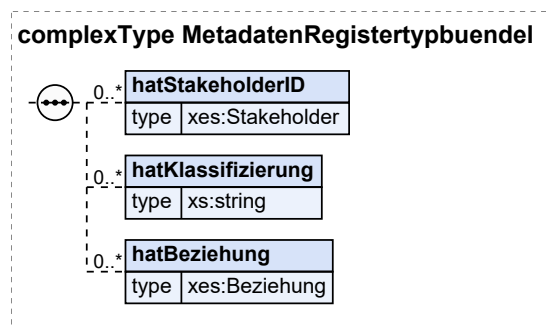 complexType MetadatenRegistertypbuendel
0..* hatStakeholderID
type xes:Stakeholder
0..* hatKlassifizierung
type xs:string
0..* hatBeziehung
type xes:Beziehung